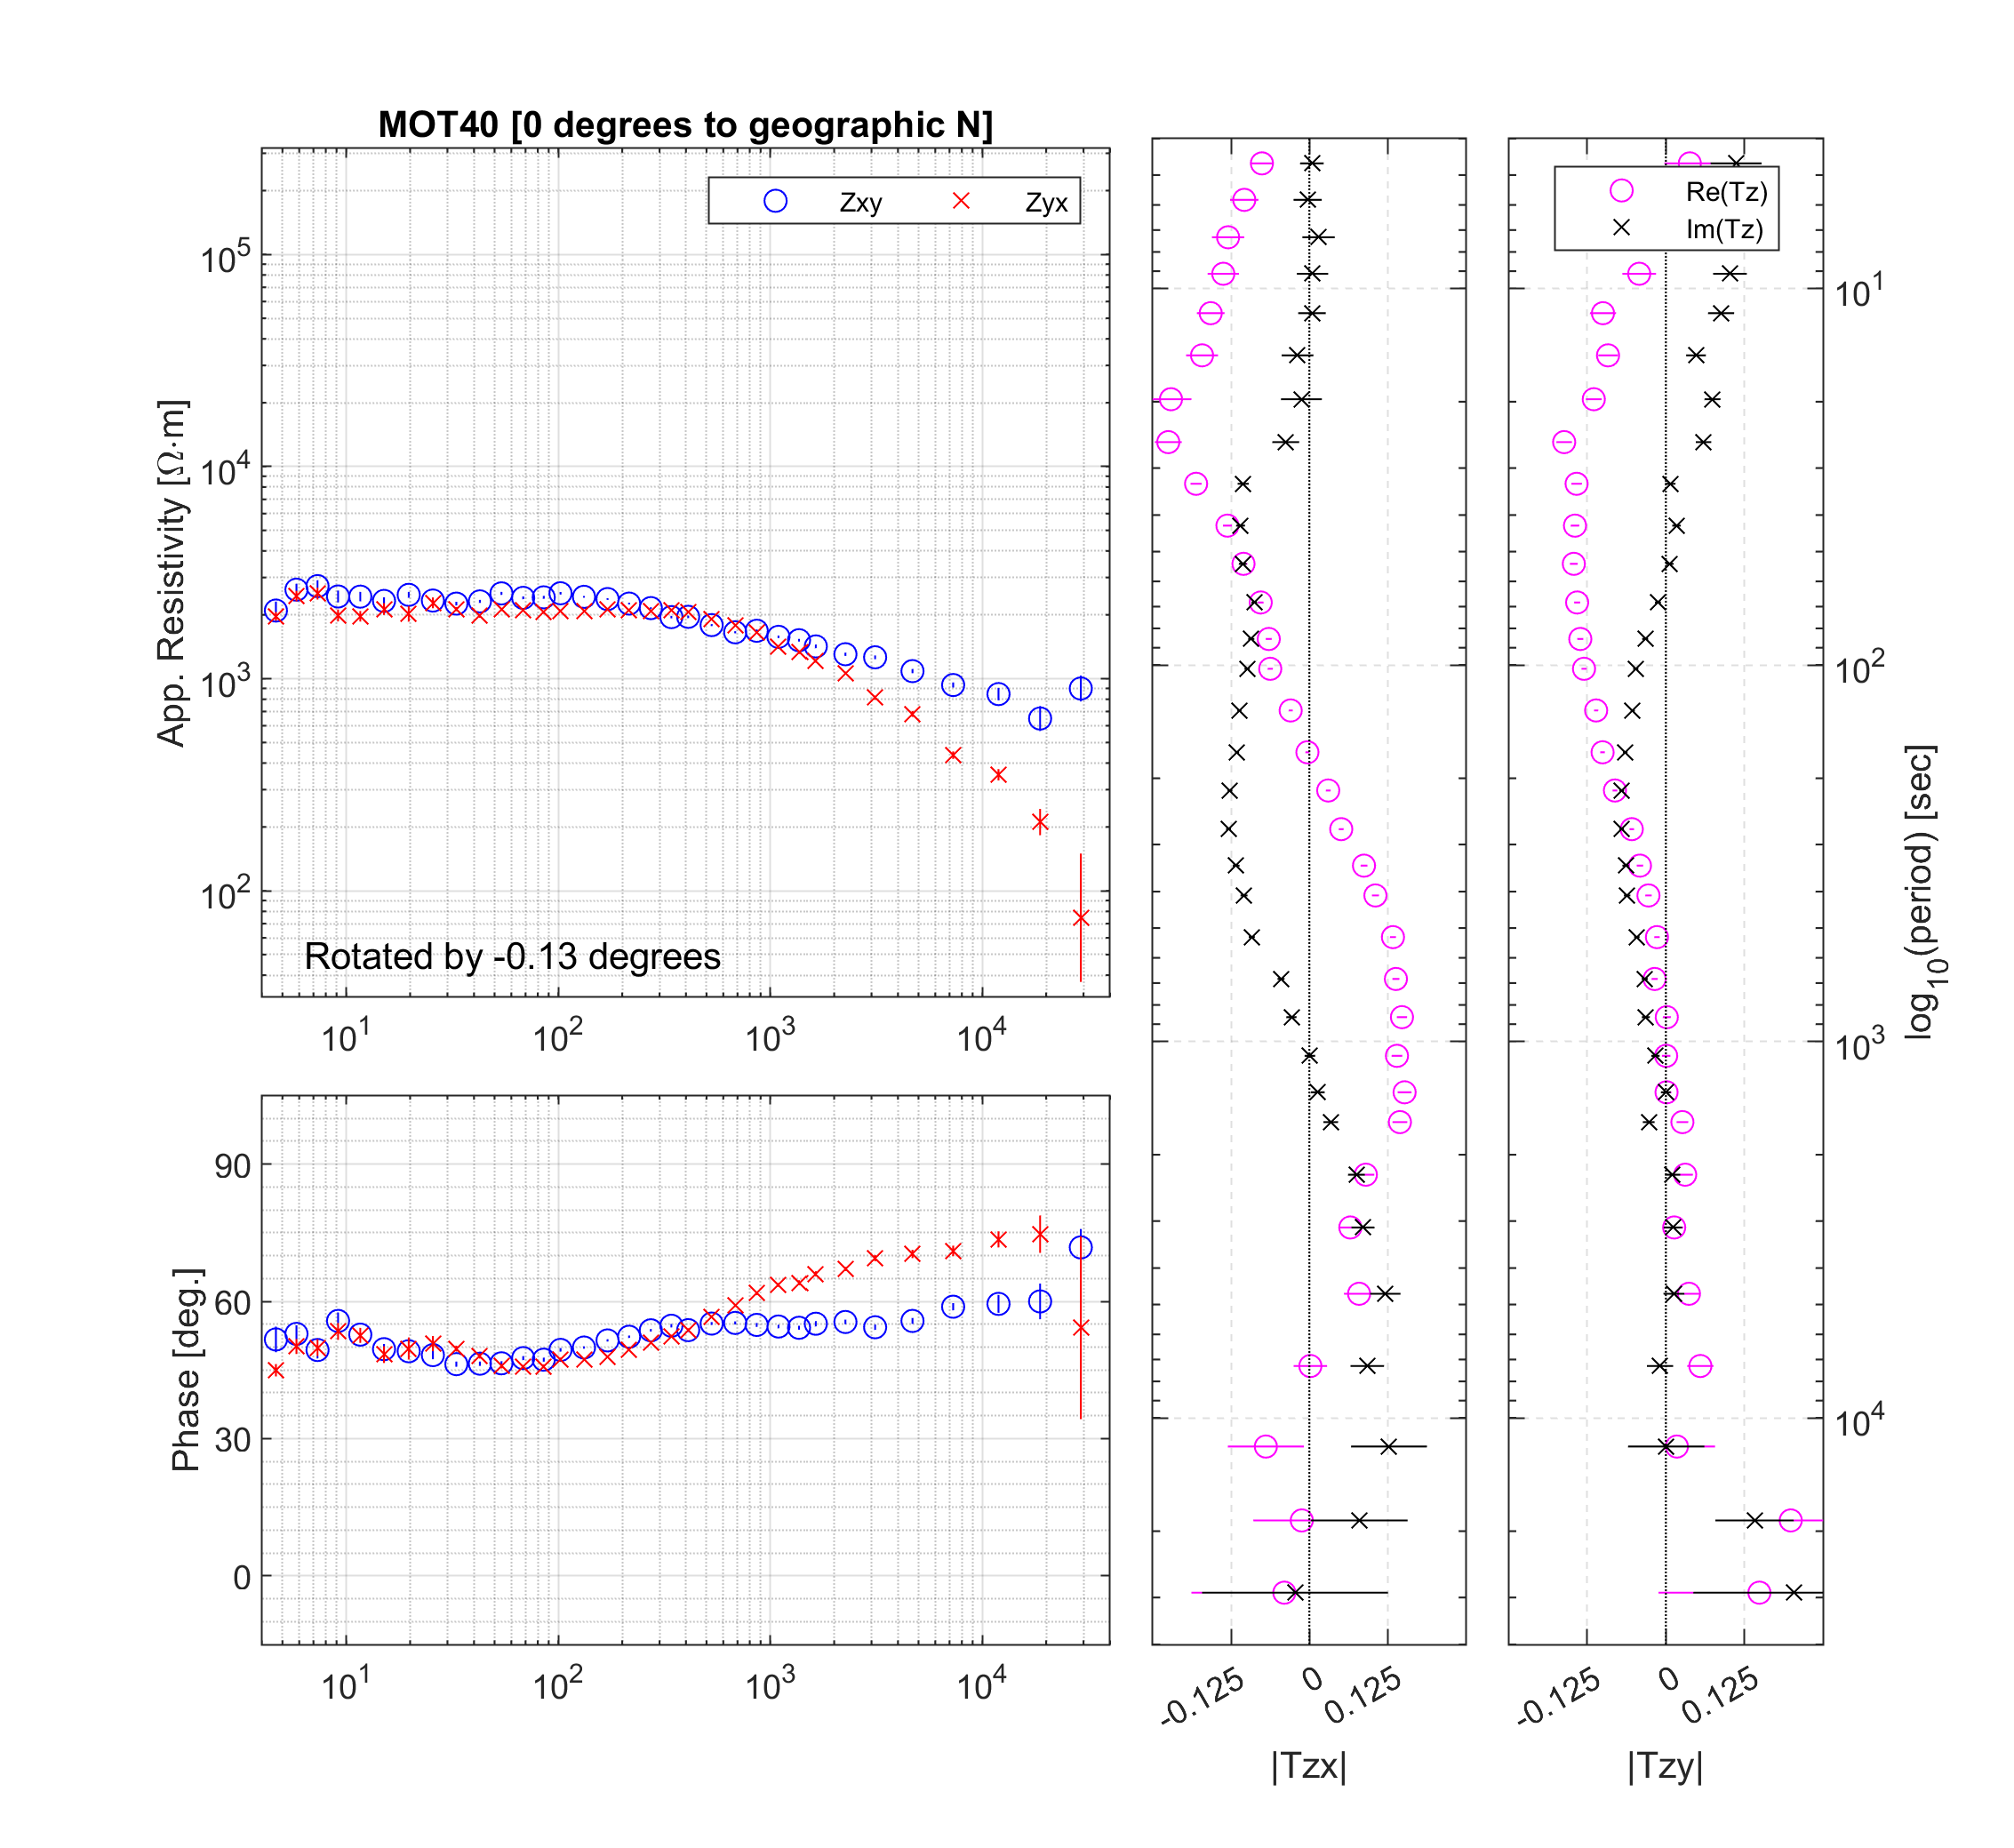 MOT40 [0 degrees to geographic N]
Zxy Zyx
App. Resistivity [Ω·m]
10^5
10^4
10^3
10^2
Rotated by -0.13 degrees
10^1 10^2 10^3 10^4
Phase [deg.]
90
60
30
0
10^1 10^2 10^3 10^4
-0.125 0 0.125
|Tzx|
Re(Tz)
Im(Tz)
-0.125 0 0.125
|Tzy|
10^1
10^2
10^3
10^4
log_10(period) [sec]